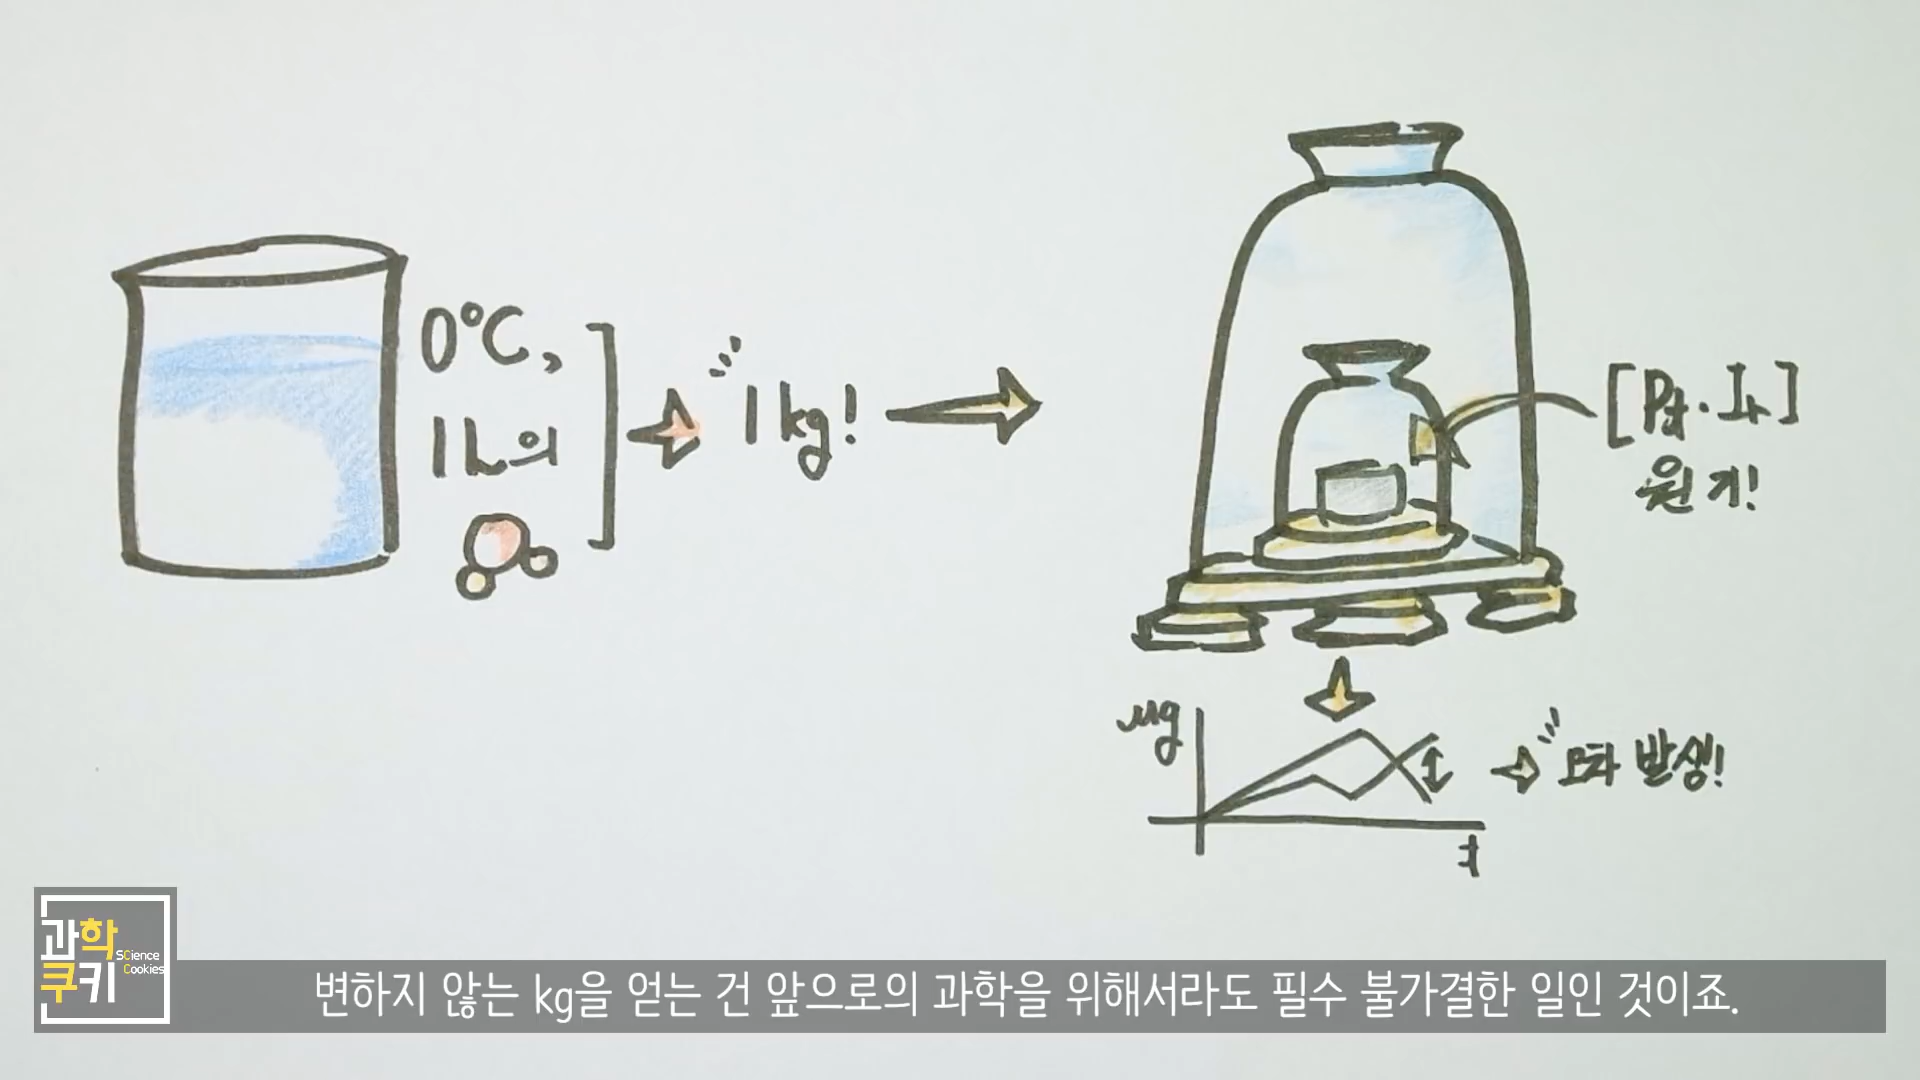 0°C,
1L의
1kg!
[Pt·Ir]
원기!
μg
t
오차 발생!
과학
쿠키
Science
Cookies
변하지 않는 kg을 얻는 건 앞으로의 과학을 위해서라도 필수 불가결한 일인 것이죠.